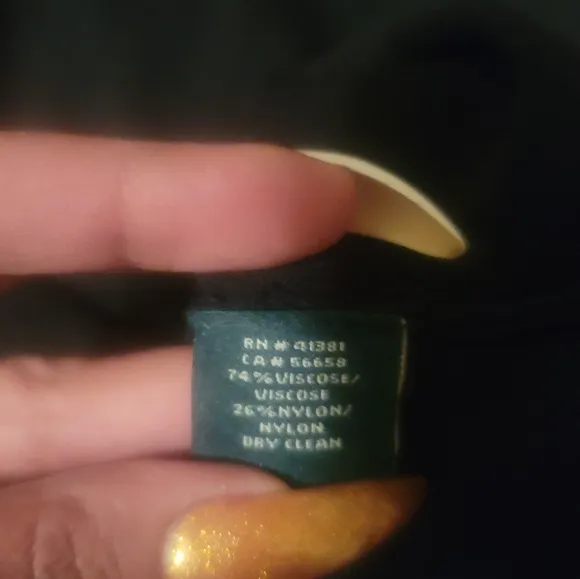 RN # 41381
CA # 56658
74%VISCOSE/
VISCOSE
26%NYLON/
NYLON
DRY CLEAN